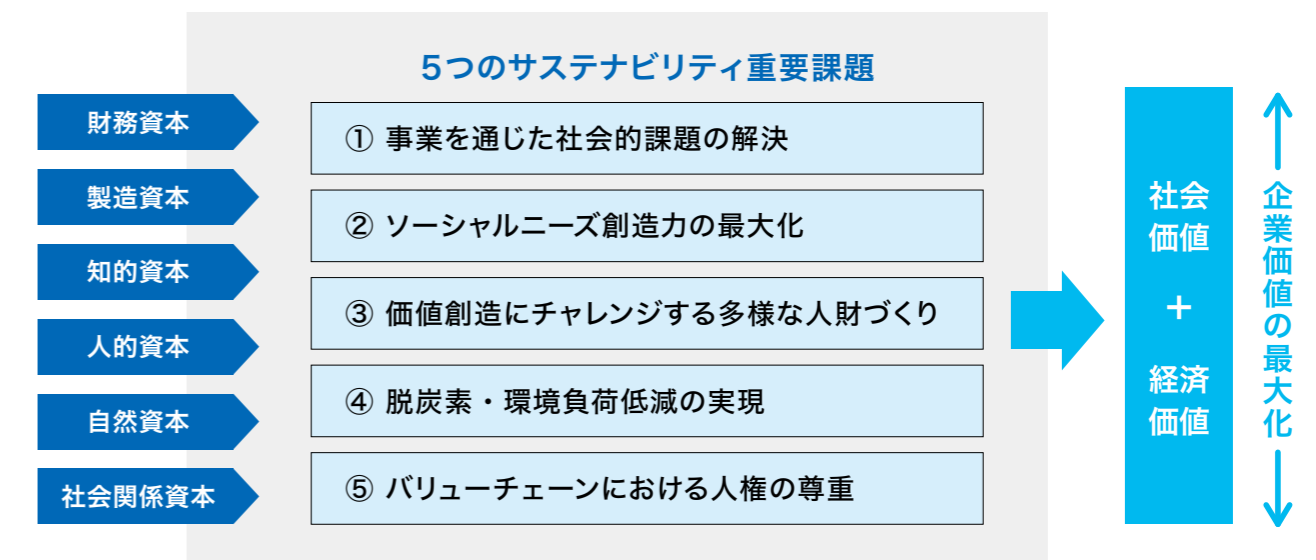 5つのサステナビリティ重要課題
財務資本
製造資本
知的資本
人的資本
自然資本
社会関係資本
① 事業を通じた社会的課題の解決
② ソーシャルニーズ創造力の最大化
③ 価値創造にチャレンジする多様な人財づくり
④ 脱炭素・環境負荷低減の実現
⑤ バリューチェーンにおける人権の尊重
社会
価値
+
経済
価値
企業価値の最大化